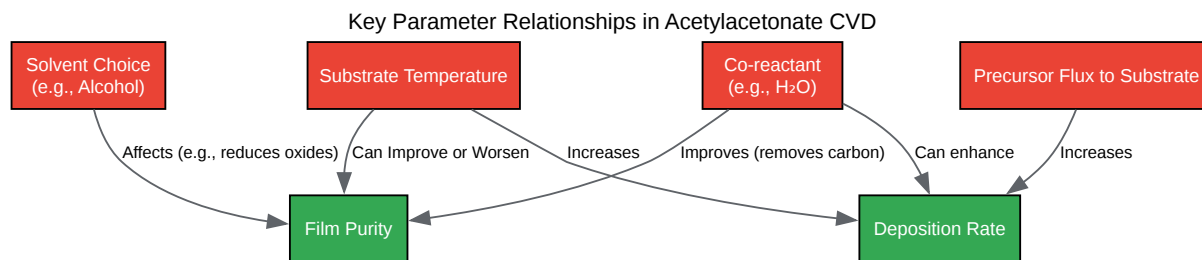 Key Parameter Relationships in Acetylacetonate CVD
Solvent Choice
(e.g., Alcohol)
Substrate Temperature
Co-reactant
(e.g., H₂O)
Precursor Flux to Substrate
Affects (e.g., reduces oxides)
Can Improve or Worsen
Increases
Improves (removes carbon)
Can enhance
Increases
Film Purity
Deposition Rate